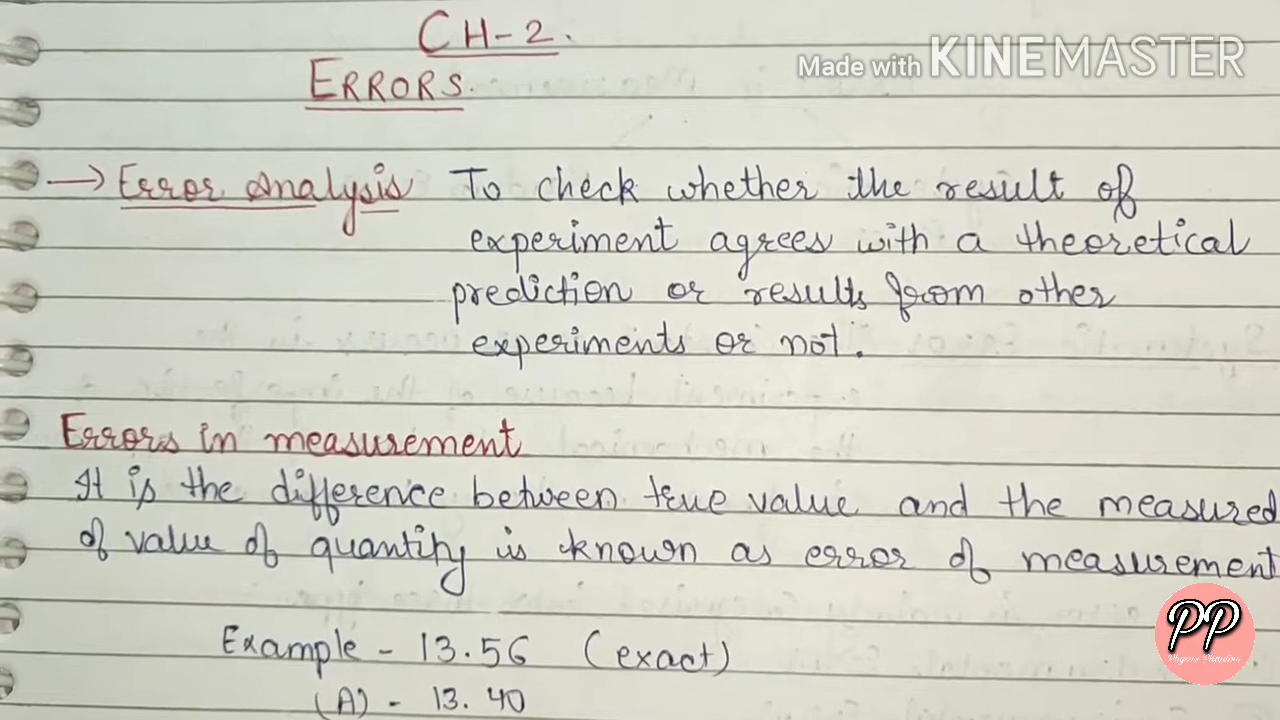 CH-2.
Made with KINEMASTER
ERRORS.
→ Error Analysis To check whether the result of
experiment agrees with a theoretical
prediction or results from other
experiments or not.
Errors in measurement
It is the difference between true value and the measured
of value of quantity is known as error of measurement
PP
Example - 13.56 (exact)
(A) - 13.40